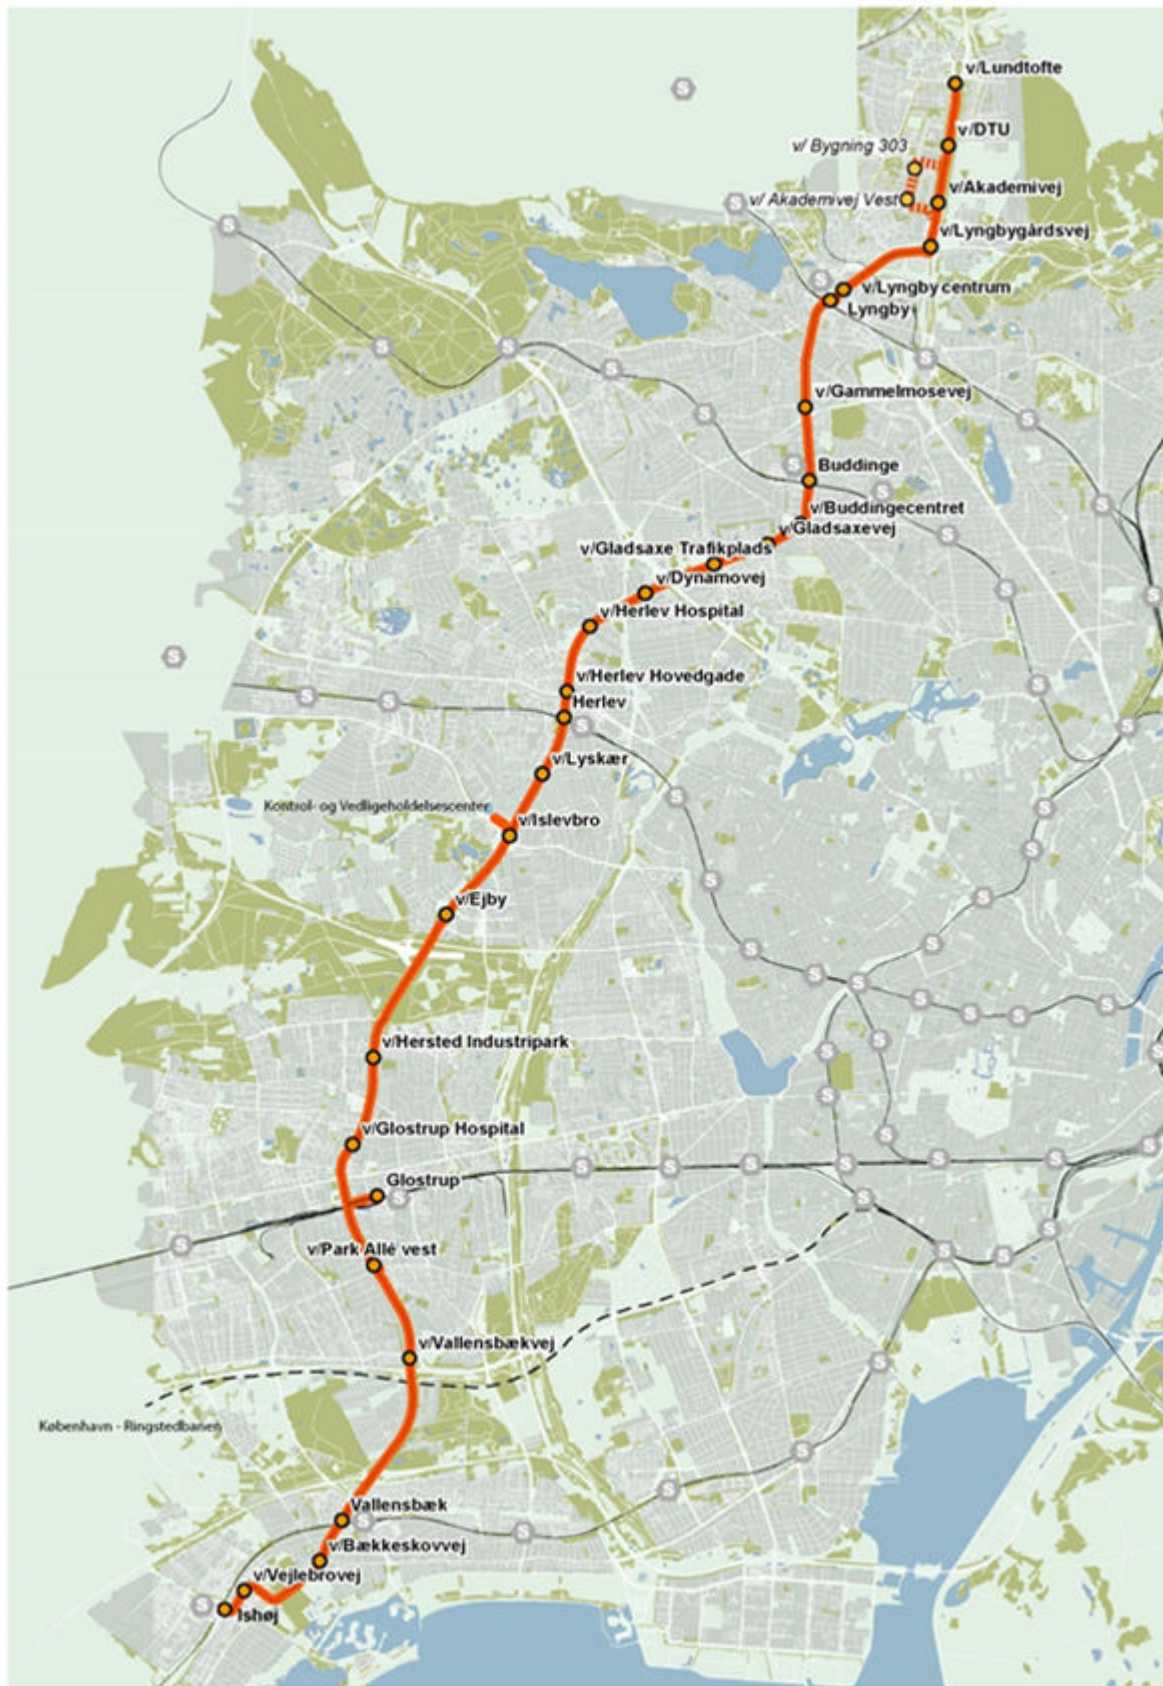 v/Lundtofte
v/DTU
v/ Bygning 303
v/Akademivej
v/ Akademivej Vest
v/Lyngbygårdsvej
v/Lyngby centrum
Lyngby
v/Gammelmosevej
Buddinge
v/Buddingecentret
v/Gladsaxevej
v/Gladsaxe Trafikplads
v/Dynamovej
v/Herlev Hospital
v/Herlev Hovedgade
Herlev
v/Lyskær
Kontrol- og Vedligeholdelsescenter
v/Islevbro
v/Ejby
v/Hersted Industripark
v/Glostrup Hospital
Glostrup
v/Park Allé vest
v/Vallensbækvej
København - Ringstedbanen
Vallensbæk
v/Bækkeskovvej
v/Vejlebrovej
Ishøj